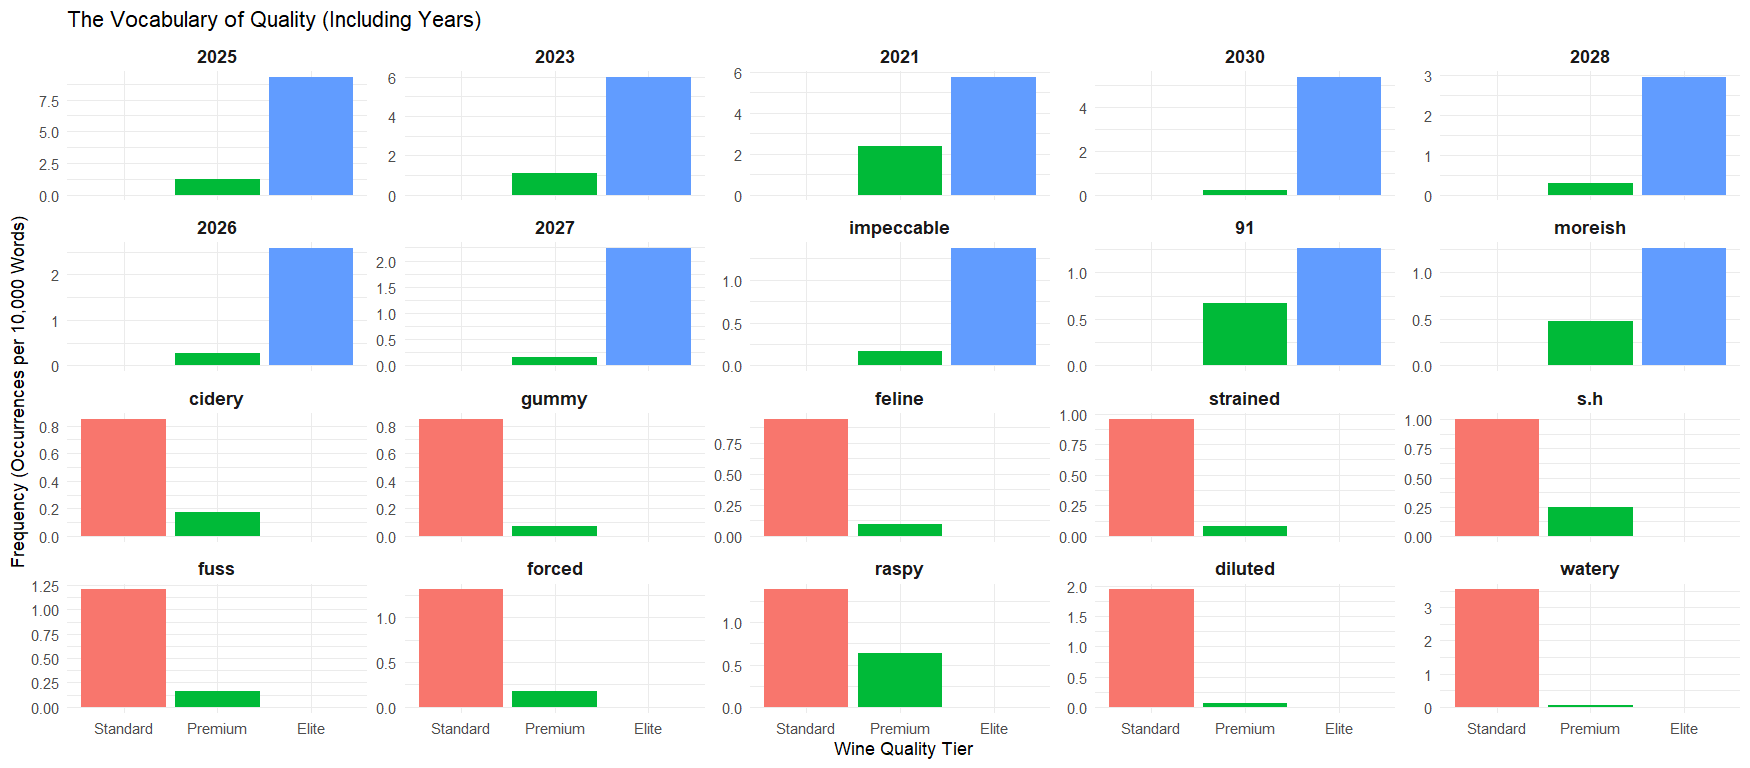 The Vocabulary of Quality (Including Years)
2025 2023 2021 2030 2028
7.5 5.0 2.5 0.0
6 4 2 0
6 4 2 0
4 2 0
3 2 1 0
2026 2027 impeccable 91 moreish
2 1 0
2.0 1.5 1.0 0.5 0.0
1.0 0.5 0.0
1.0 0.5 0.0
1.0 0.5 0.0
cidery gummy feline strained s.h
0.8 0.6 0.4 0.2 0.0
0.8 0.6 0.4 0.2 0.0
0.75 0.50 0.25 0.00
1.00 0.75 0.50 0.25 0.00
1.00 0.75 0.50 0.25 0.00
fuss forced raspy diluted watery
1.25 1.00 0.75 0.50 0.25 0.00
1.0 0.5 0.0
1.0 0.5 0.0
2.0 1.5 1.0 0.5 0.0
3 2 1 0
Standard Premium Elite Standard Premium Elite Standard Premium Elite Standard Premium Elite Standard Premium Elite
Wine Quality Tier
Frequency (Occurrences per 10,000 Words)